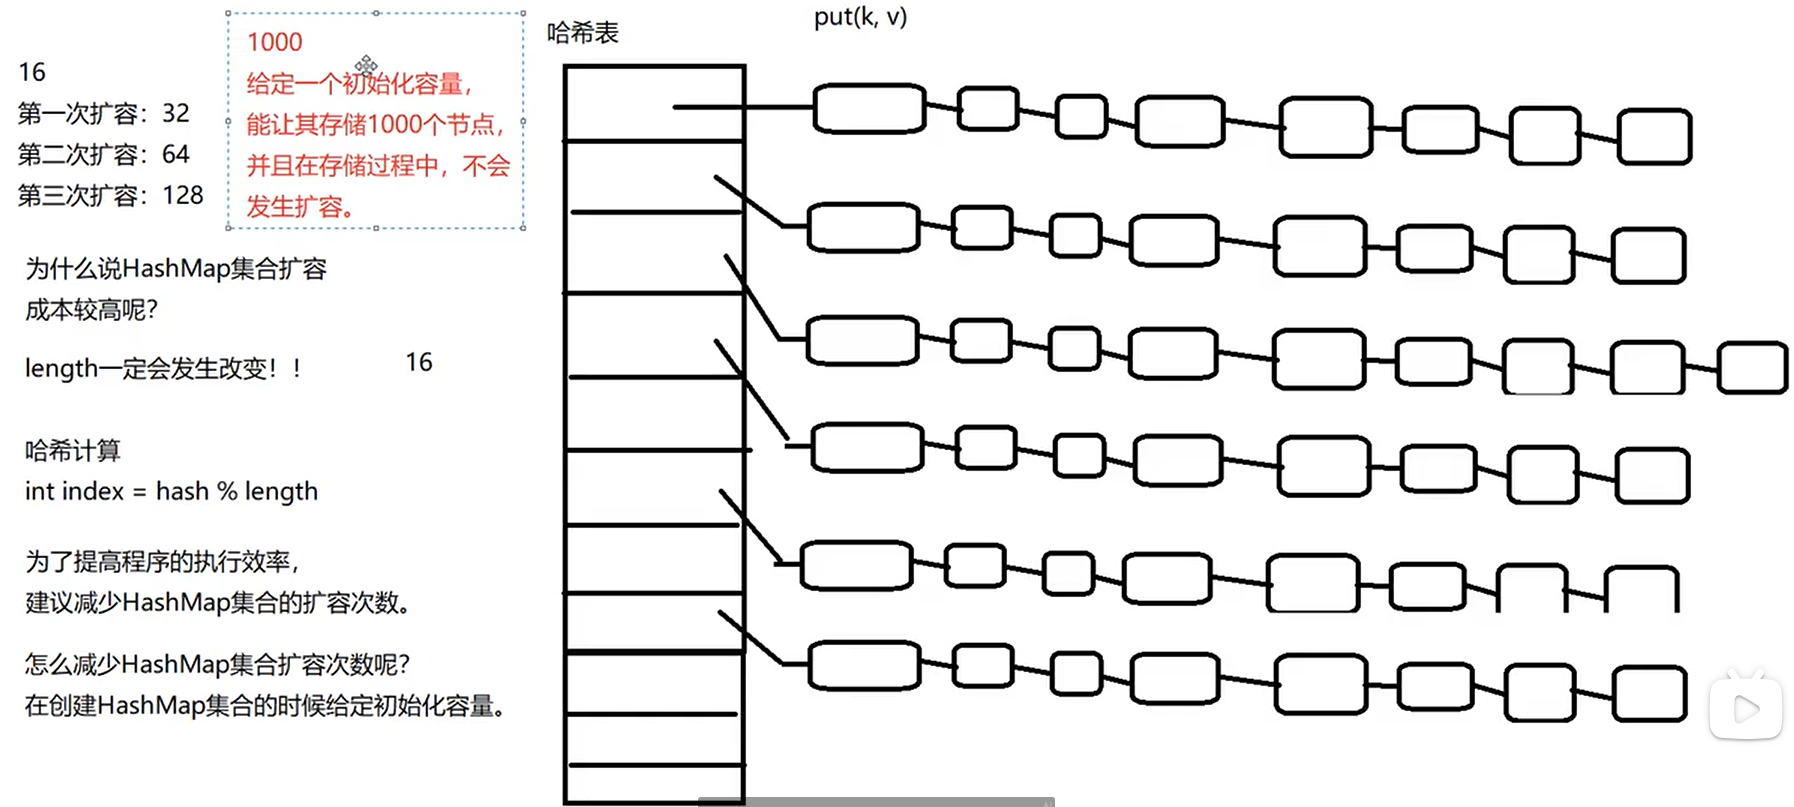 put(k, v)
哈希表
1000
给定一个初始化容量，
能让其存储1000个节点，
并且在存储过程中，不会
发生扩容。
16
第一次扩容：32
第二次扩容：64
第三次扩容：128
为什么说HashMap集合扩容
成本较高呢？
length一定会发生改变！！
16
哈希计算
int index = hash % length
为了提高程序的执行效率，
建议减少HashMap集合的扩容次数。
怎么减少HashMap集合扩容次数呢？
在创建HashMap集合的时候给定初始化容量。